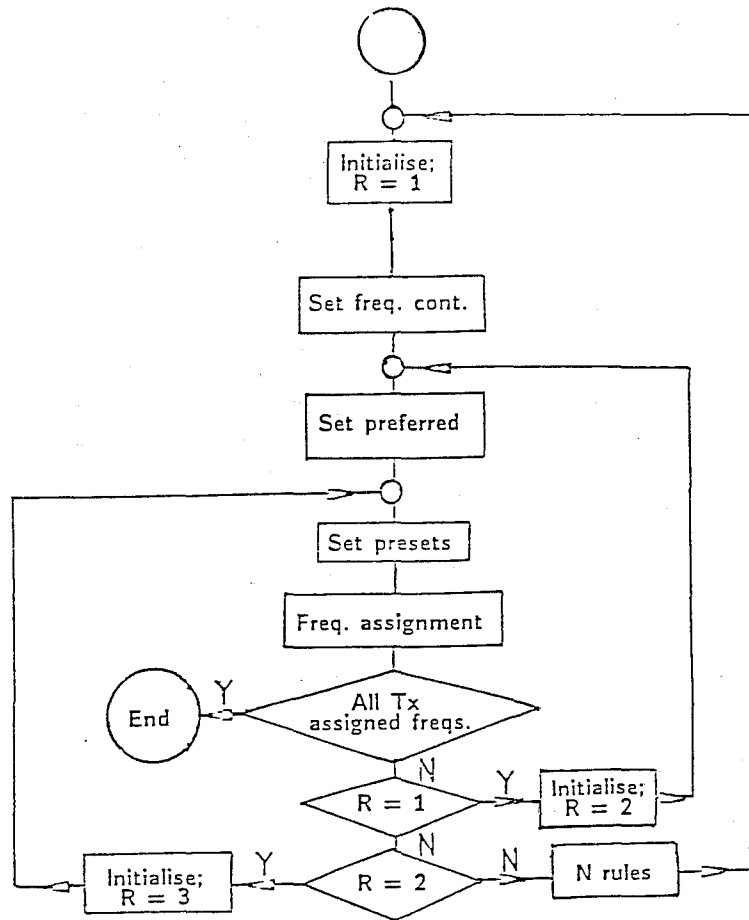 Initialise;
R = 1
Set freq. cont.
Set preferred
Set presets
Freq. assignment
Y
End
All Tx
assigned freqs.
N
R = 1
Y
Initialise;
R = 2
N
Initialise;
R = 3
Y
R = 2
N
N rules